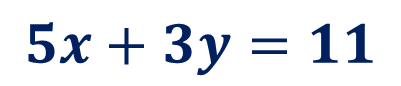 5x + 3y = 11